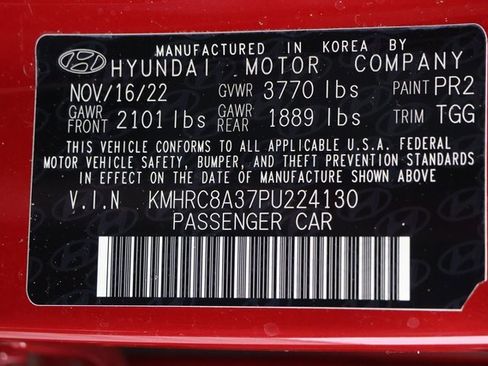 MANUFACTURED IN KOREA BY
HYUNDAI MOTOR COMPANY
NOV/16/22 GVWR 3770 lbs PAINT PR2
GAWR FRONT 2101 lbs GAWR REAR 1889 lbs TRIM TGG
THIS VEHICLE CONFORMS TO ALL APPLICABLE U.S.A. FEDERAL
MOTOR VEHICLE SAFETY, BUMPER, AND THEFT PREVENTION STANDARDS
IN EFFECT ON THE DATE OF MANUFACTURE SHOWN ABOVE.
V.I.N KMHRC8A37PU224130
PASSENGER CAR